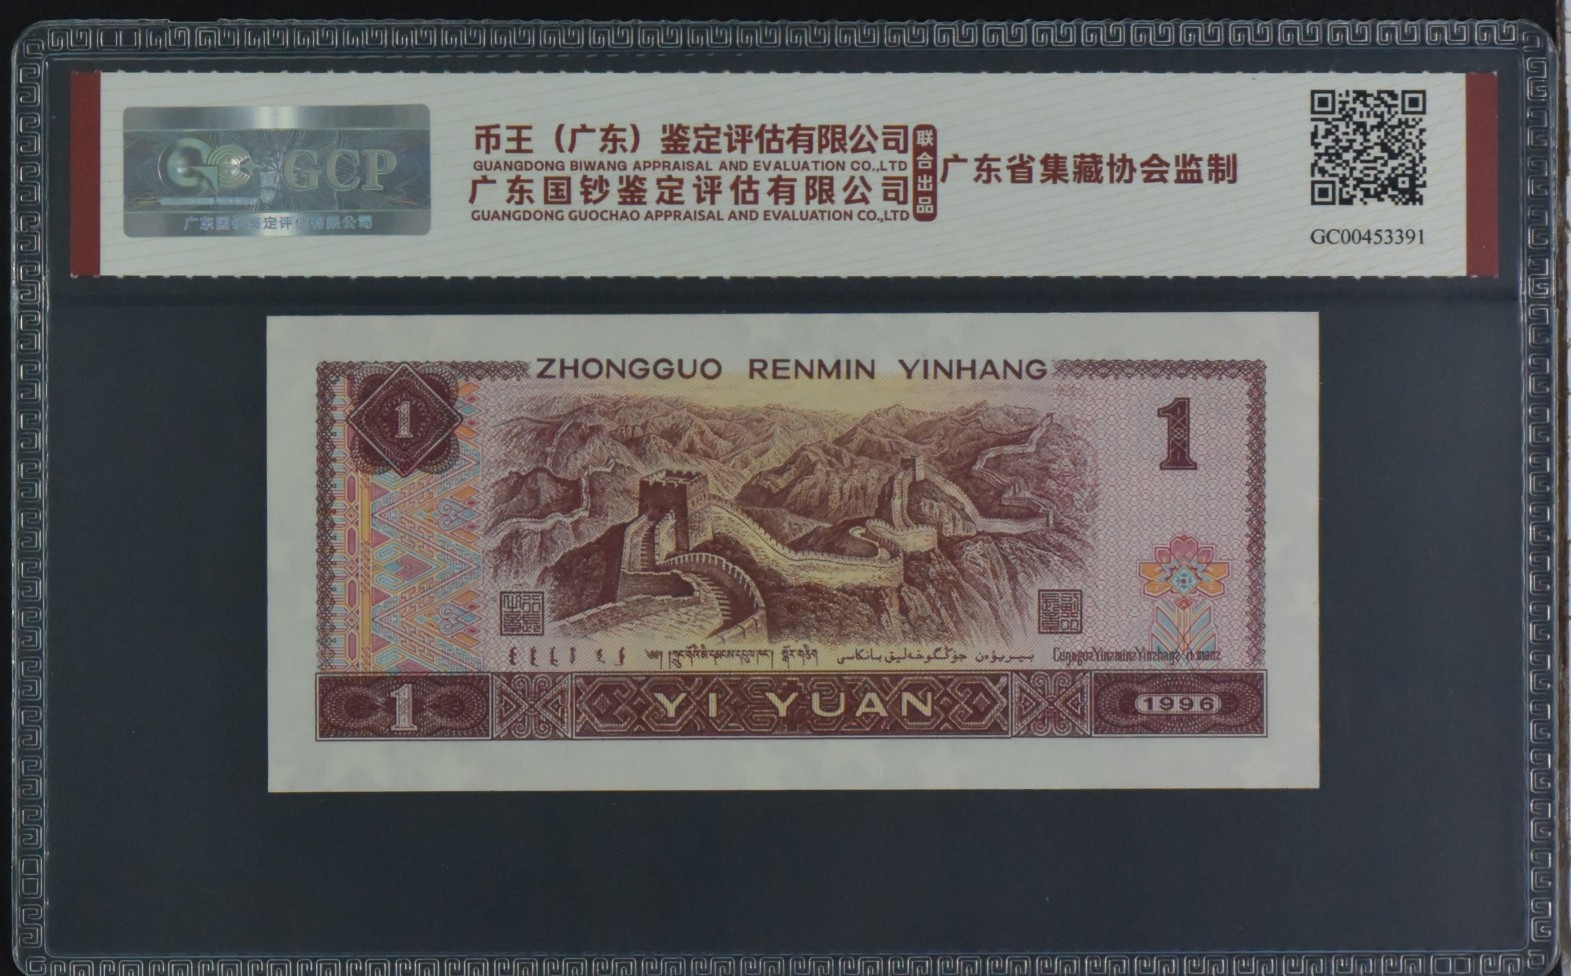 GCP
广东国钞鉴定评估有限公司
币王（广东）鉴定评估有限公司
GUANGDONG BIWANG APPRAISAL AND EVALUATION CO.,LTD
广东国钞鉴定评估有限公司
GUANGDONG GUOCHAO APPRAISAL AND EVALUATION CO.,LTD
联合出品
广东省集藏协会监制
GC00453391
ZHONGGUO RENMIN YINHANG
1
1
1 YI YUAN 1996